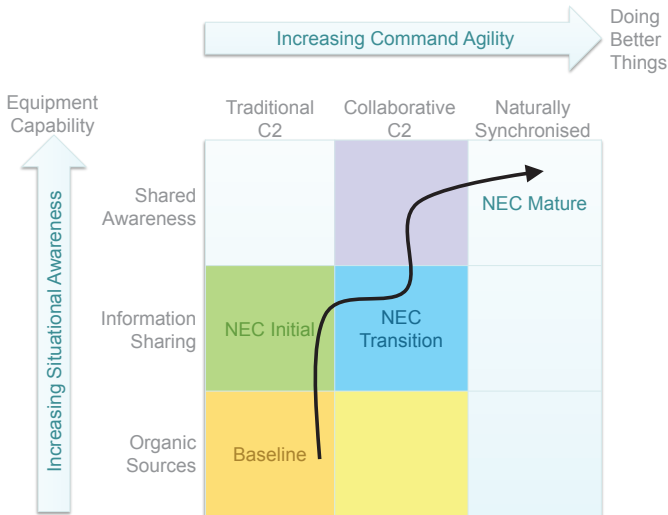 Doing
Better
Things
Increasing Command Agility
Equipment
Capability
Traditional
C2
Collaborative
C2
Naturally
Synchronised
Increasing Situational Awareness
Shared
Awareness
NEC Mature
Information
Sharing
NEC Initial
NEC
Transition
Organic
Sources
Baseline